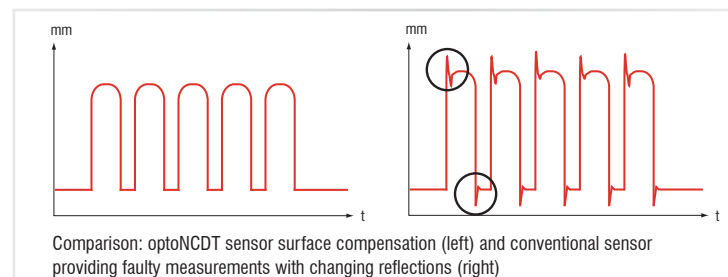 mm
mm
t
t
Comparison: optoNCDT sensor surface compensation (left) and conventional sensor
providing faulty measurements with changing reflections (right)